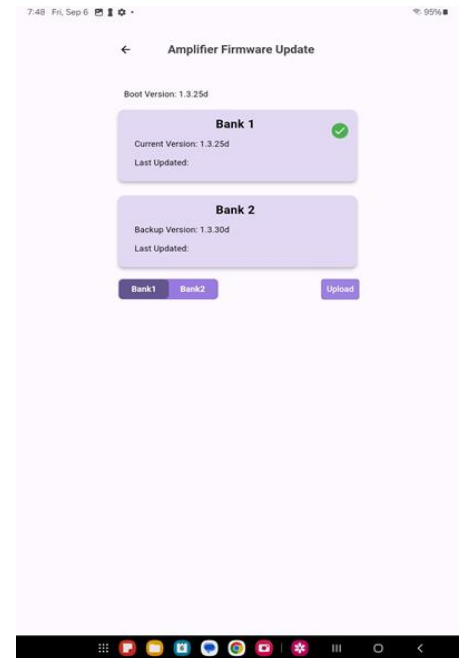 7:48 Fri, Sep 6
95%
Amplifier Firmware Update
Boot Version: 1.3.25d
Bank 1
Current Version: 1.3.25d
Last Updated:
Bank 2
Backup Version: 1.3.30d
Last Updated:
Bank1 Bank2 Upload